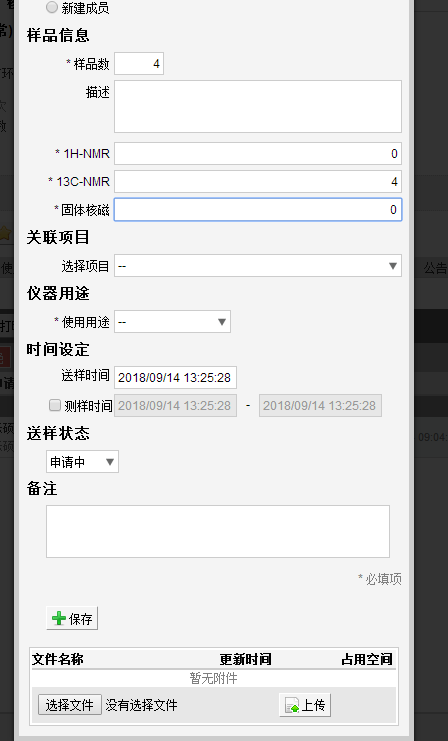 新建成员
样品信息
* 样品数 4
描述
* 1H-NMR 0
* 13C-NMR 4
* 固体核磁 0
关联项目
选择项目 --
仪器用途
* 使用用途 --
时间设定
送样时间 2018/09/14 13:25:28
测样时间 2018/09/14 13:25:28 - 2018/09/14 13:25:28
送样状态
申请中
备注
* 必填项
保存
文件名称 更新时间 占用空间
暂无附件
选择文件 没有选择文件 上传
公告
09:04